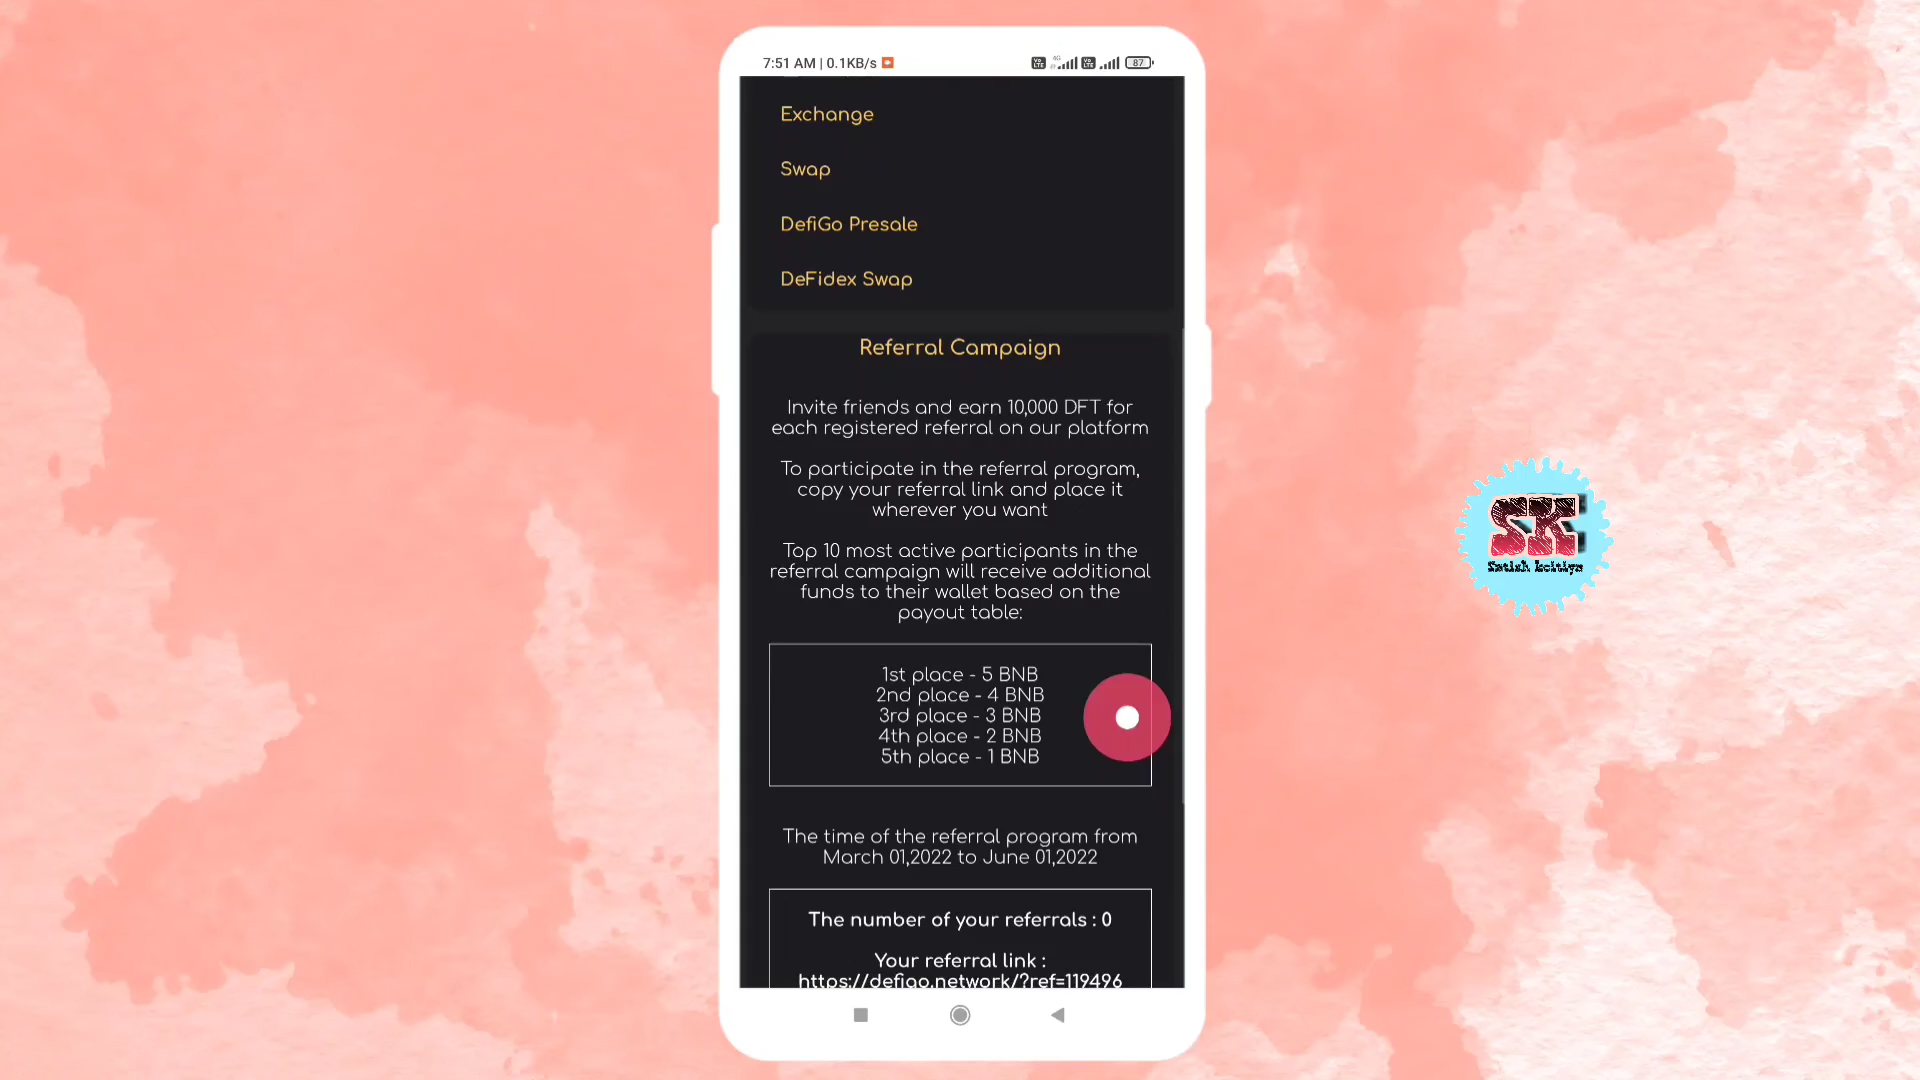 7:51 AM | 0.1KB/s
87
Exchange
Swap
DefiGo Presale
DeFidex Swap
Referral Campaign
Invite friends and earn 10,000 DFT for
each registered referral on our platform
To participate in the referral program,
copy your referral link and place it
wherever you want
Top 10 most active participants in the
referral campaign will receive additional
funds to their wallet based on the
payout table:
1st place - 5 BNB
2nd place - 4 BNB
3rd place - 3 BNB
4th place - 2 BNB
5th place - 1 BNB
SK
The time of the referral program from
March 01,2022 to June 01,2022
The number of your referrals : 0
Your referral link :
https://defigo.network/?ref=119496